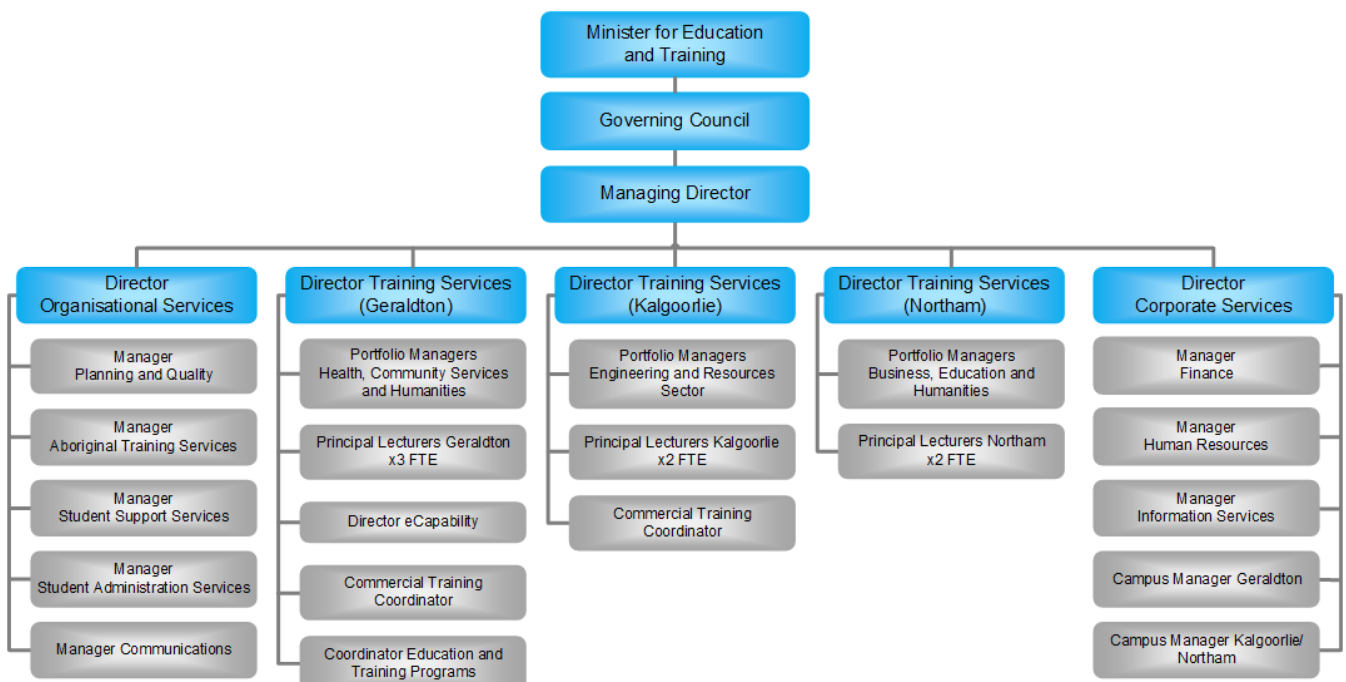 Minister for Education
and Training
Governing Council
Managing Director
Director
Organisational Services
Manager
Planning and Quality
Manager
Aboriginal Training Services
Manager
Student Support Services
Manager
Student Administration Services
Manager Communications
Director Training Services
(Geraldton)
Portfolio Managers
Health, Community Services
and Humanities
Principal Lecturers Geraldton
x3 FTE
Director eCapability
Commercial Training
Coordinator
Coordinator Education and
Training Programs
Director Training Services
(Kalgoorlie)
Portfolio Managers
Engineering and Resources
Sector
Principal Lecturers Kalgoorlie
x2 FTE
Commercial Training
Coordinator
Director Training Services
(Northam)
Portfolio Managers
Business, Education and
Humanities
Principal Lecturers Northam
x2 FTE
Director
Corporate Services
Manager
Finance
Manager
Human Resources
Manager
Information Services
Campus Manager Geraldton
Campus Manager Kalgoorlie/
Northam